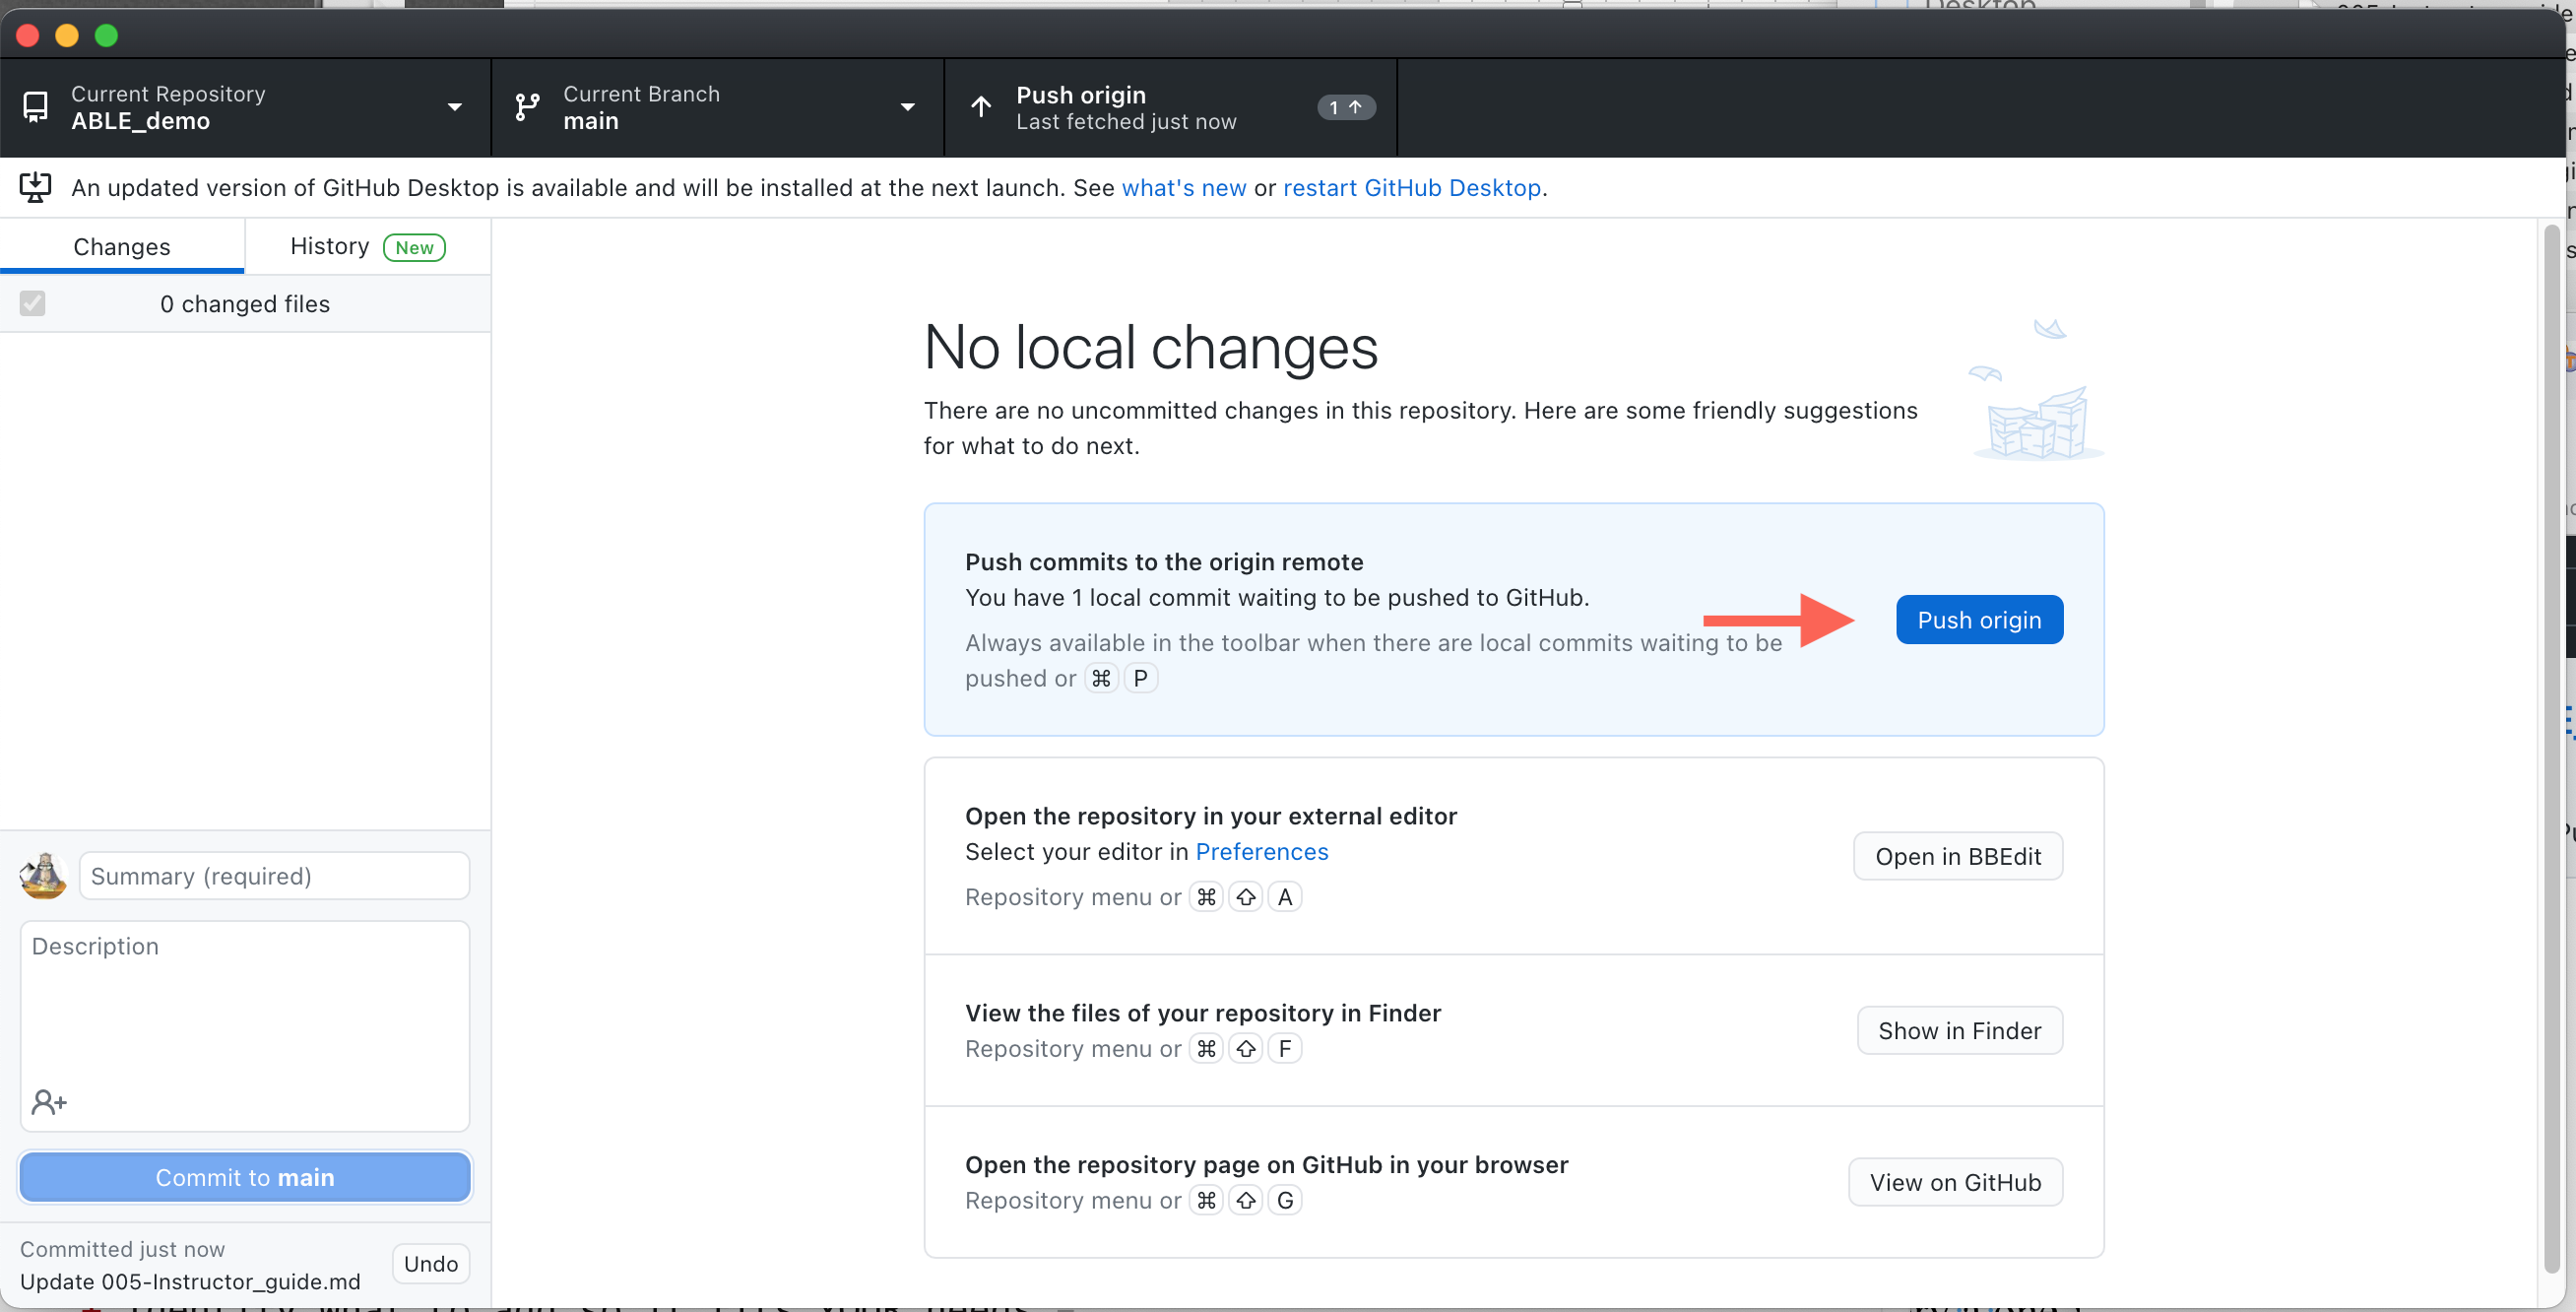 Desktop
Current Repository
ABLE_demo
Current Branch
main
Push origin
Last fetched just now
1
An updated version of GitHub Desktop is available and will be installed at the next launch. See what's new or restart GitHub Desktop.
Changes
History New
0 changed files
No local changes
There are no uncommitted changes in this repository. Here are some friendly suggestions
for what to do next.
Push commits to the origin remote
You have 1 local commit waiting to be pushed to GitHub.
Always available in the toolbar when there are local commits waiting to be
pushed or ⌘ P
Push origin
Open the repository in your external editor
Select your editor in Preferences
Repository menu or ⌘ ⇧ A
Open in BBEdit
View the files of your repository in Finder
Repository menu or ⌘ ⇧ F
Show in Finder
Open the repository page on GitHub in your browser
Repository menu or ⌘ ⇧ G
View on GitHub
Summary (required)
Description
Commit to main
Committed just now
Update 005-Instructor_guide.md
Undo